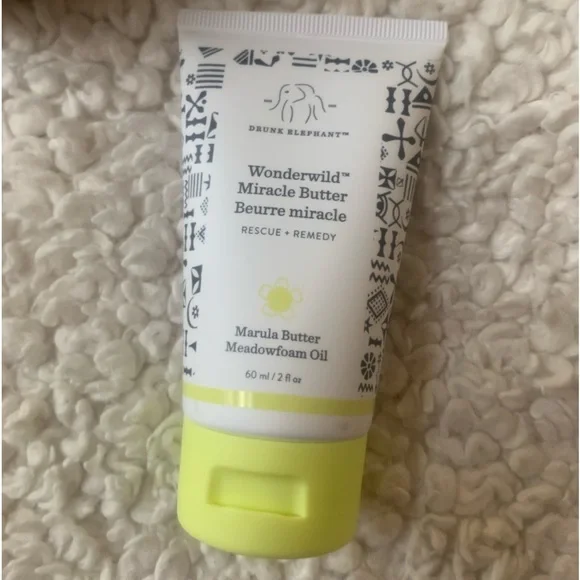 DRUNK ELEPHANT™
Wonderwild™
Miracle Butter
Beurre miracle
RESCUE + REMEDY
Marula Butter
Meadowfoam Oil
60 ml / 2 fl oz